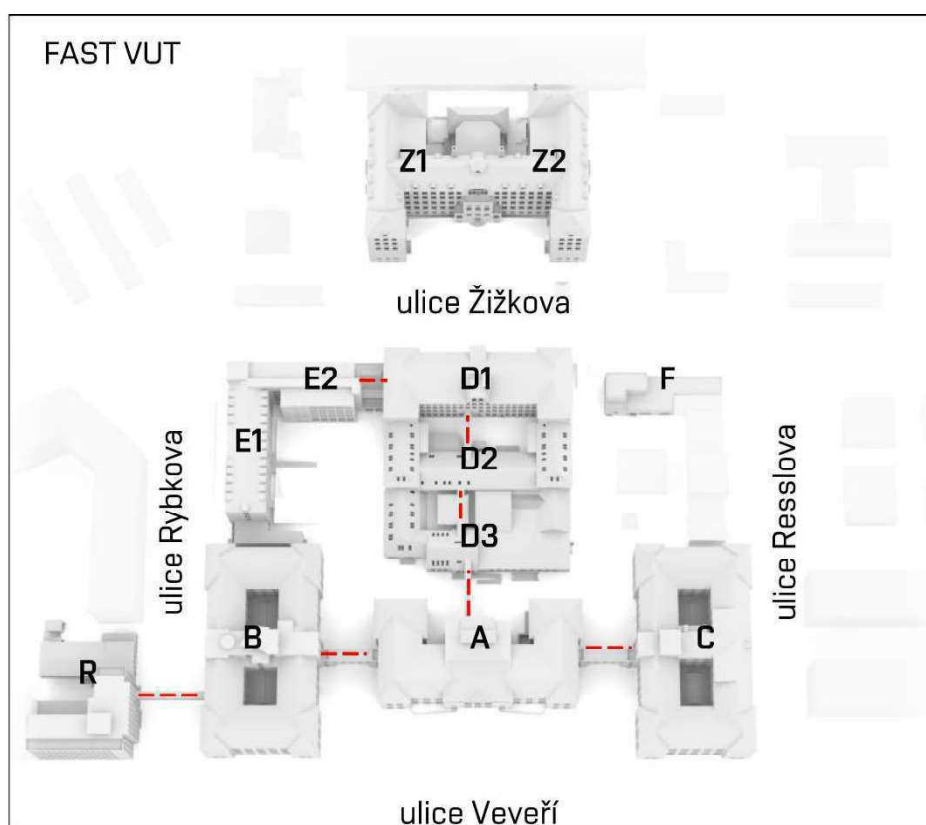 FAST VUT
Z1
Z2
ulice Žižkova
E2
D1
F
E1
D2
D3
ulice Rybkova
ulice Resslova
R
B
A
C
ulice Veveří